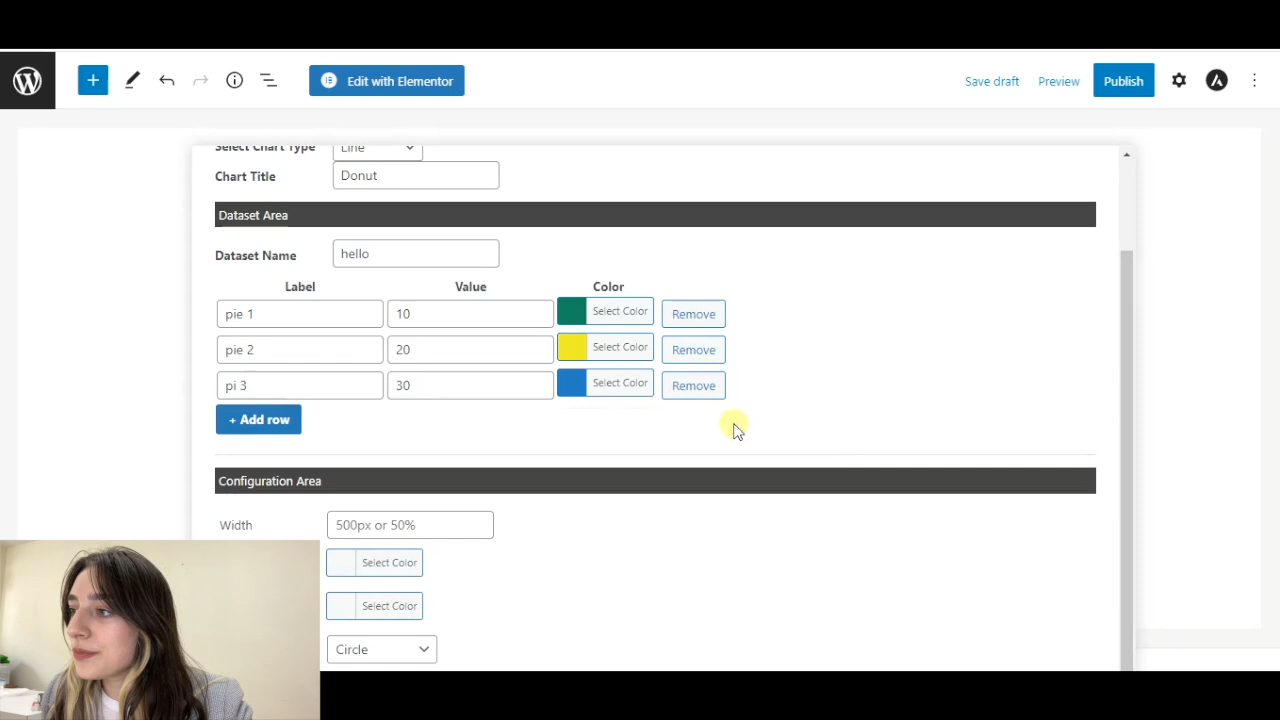 Edit with Elementor Save draft Preview Publish
Select Chart Type Line
Chart Title Donut
Dataset Area
Dataset Name hello
Label Value Color
pie 1 10 Select Color Remove
pie 2 20 Select Color Remove
pi 3 30 Select Color Remove
+ Add row
Configuration Area
Width 500px or 50%
Select Color
Select Color
Circle